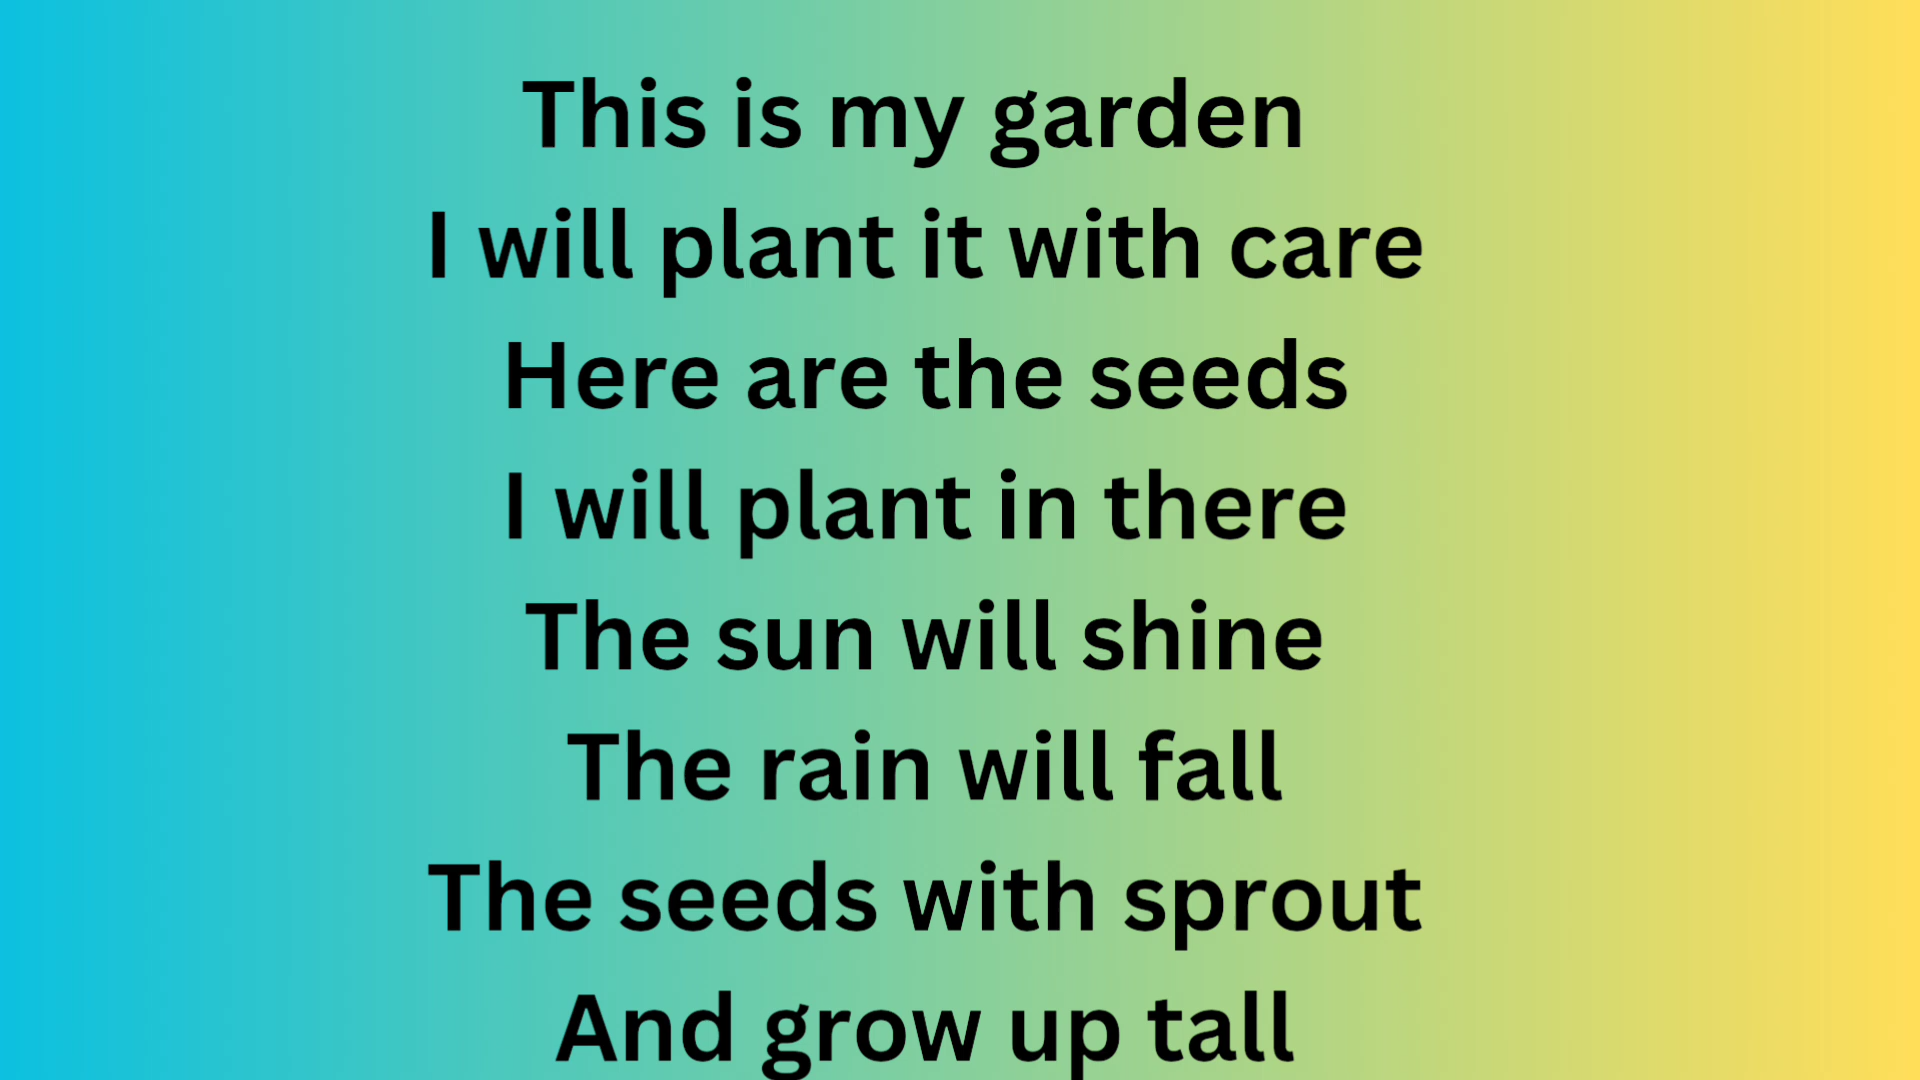 This is my garden
I will plant it with care
Here are the seeds
I will plant in there
The sun will shine
The rain will fall
The seeds with sprout
And grow up tall